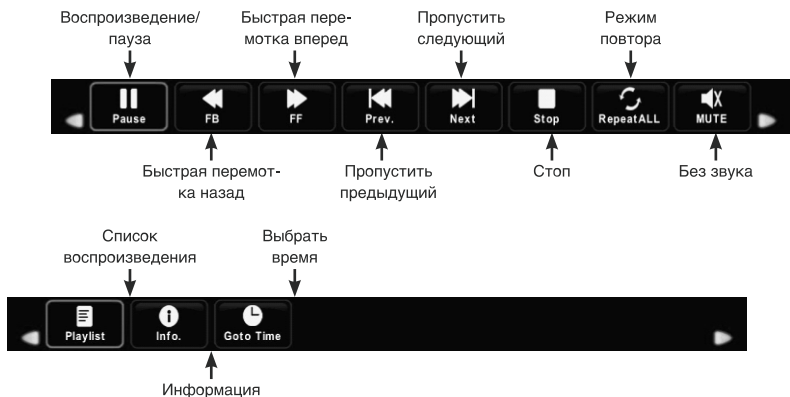 Воспроизведение/
пауза
Быстрая пере-
мотка вперед
Пропустить
следующий
Режим
повтора
Pause
FB
FF
Prev.
Next
Stop
RepeatALL
MUTE
Быстрая перемот-
ка назад
Пропустить
предыдущий
Стоп
Без звука
Список
воспроизведения
Выбрать
время
Playlist
Info.
Goto Time
Информация